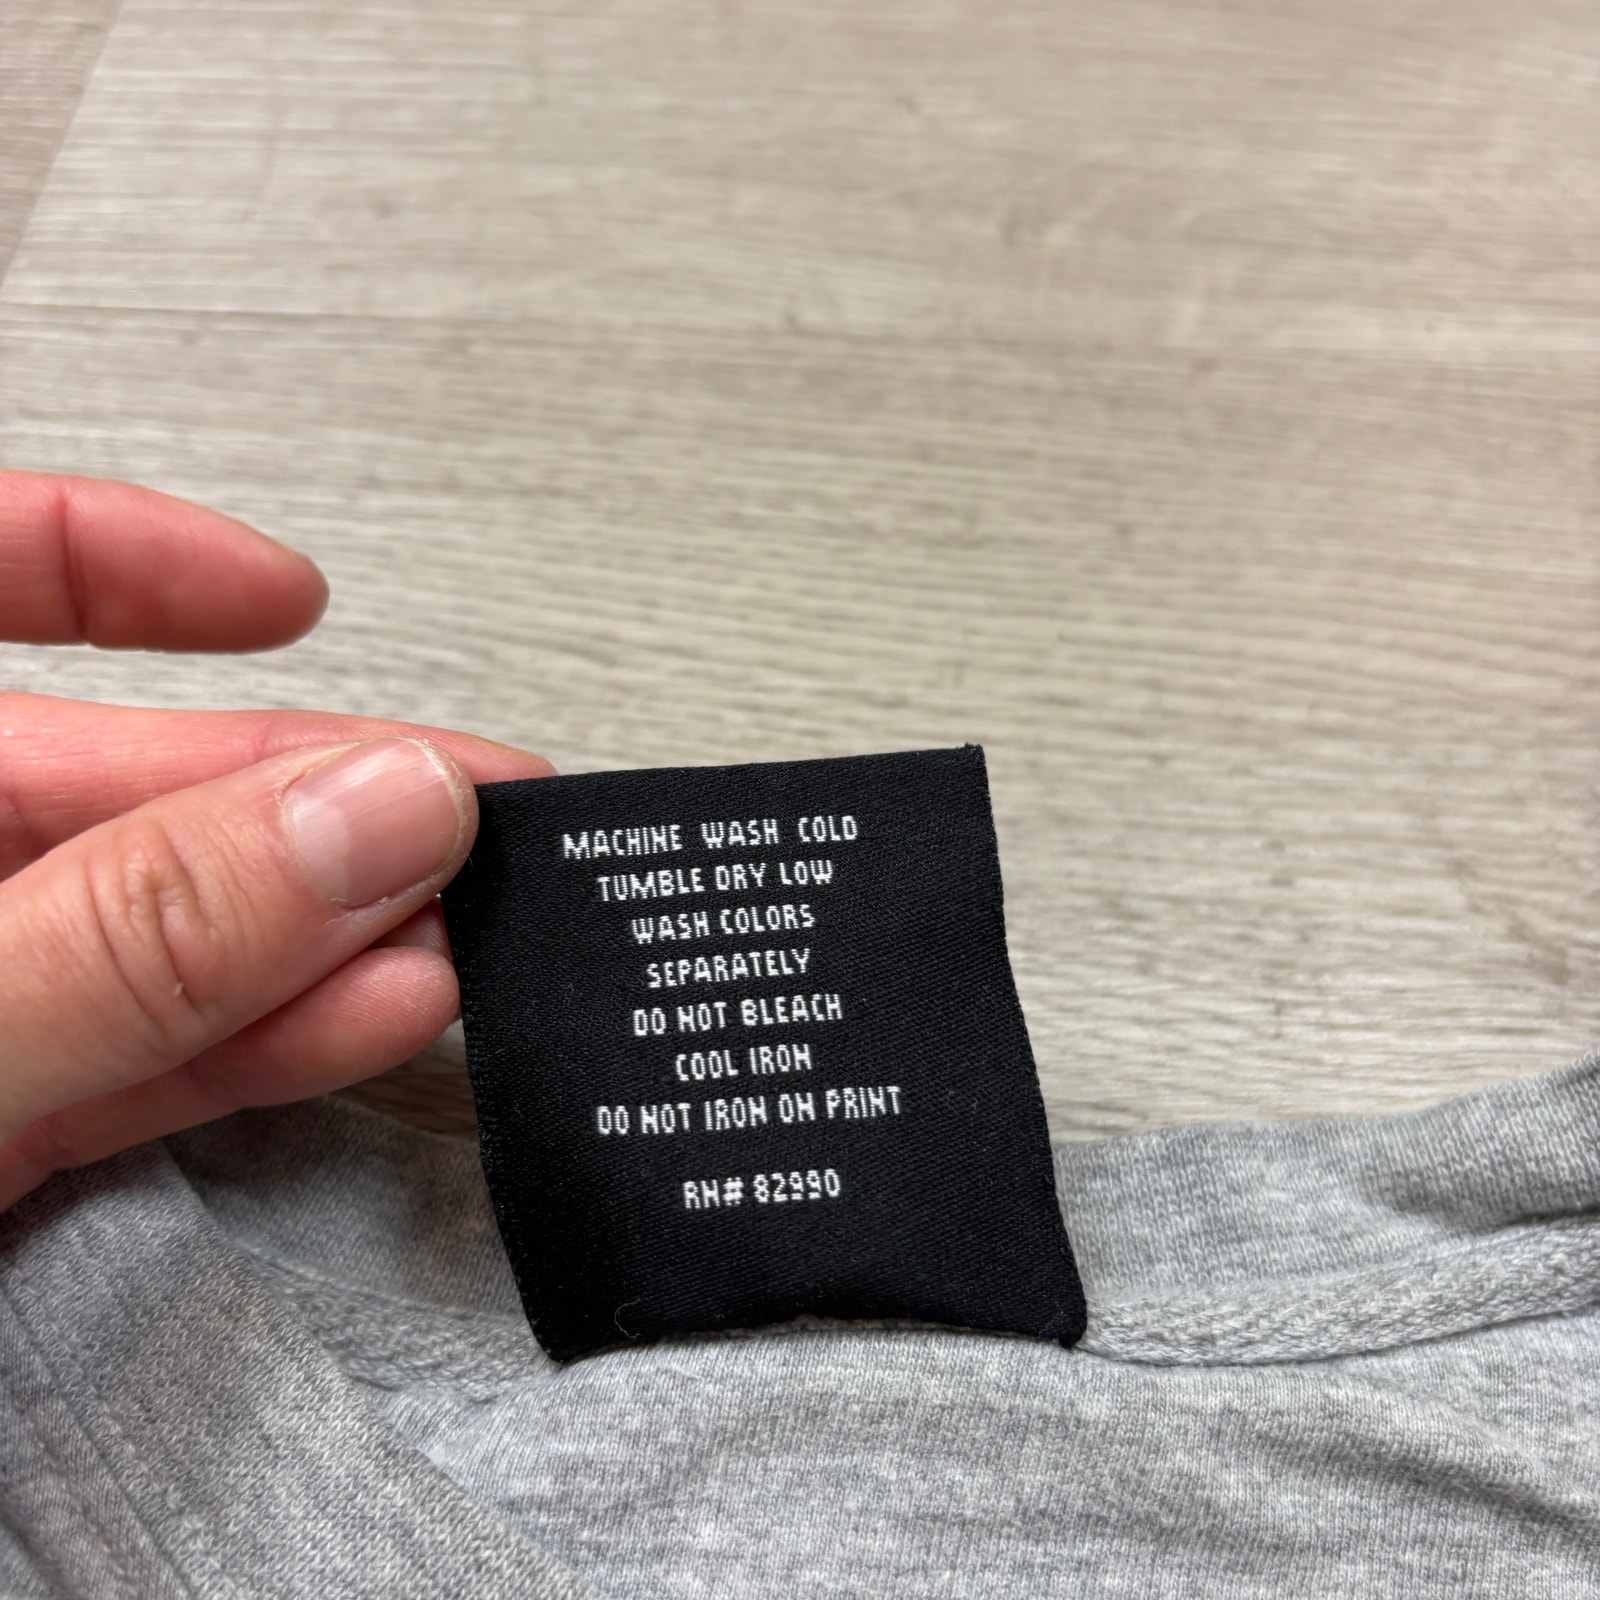 MACHINE WASH COLD
TUMBLE DRY LOW
WASH COLORS
SEPARATELY
DO NOT BLEACH
COOL IRON
DO NOT IRON ON PRINT
RN# 82990